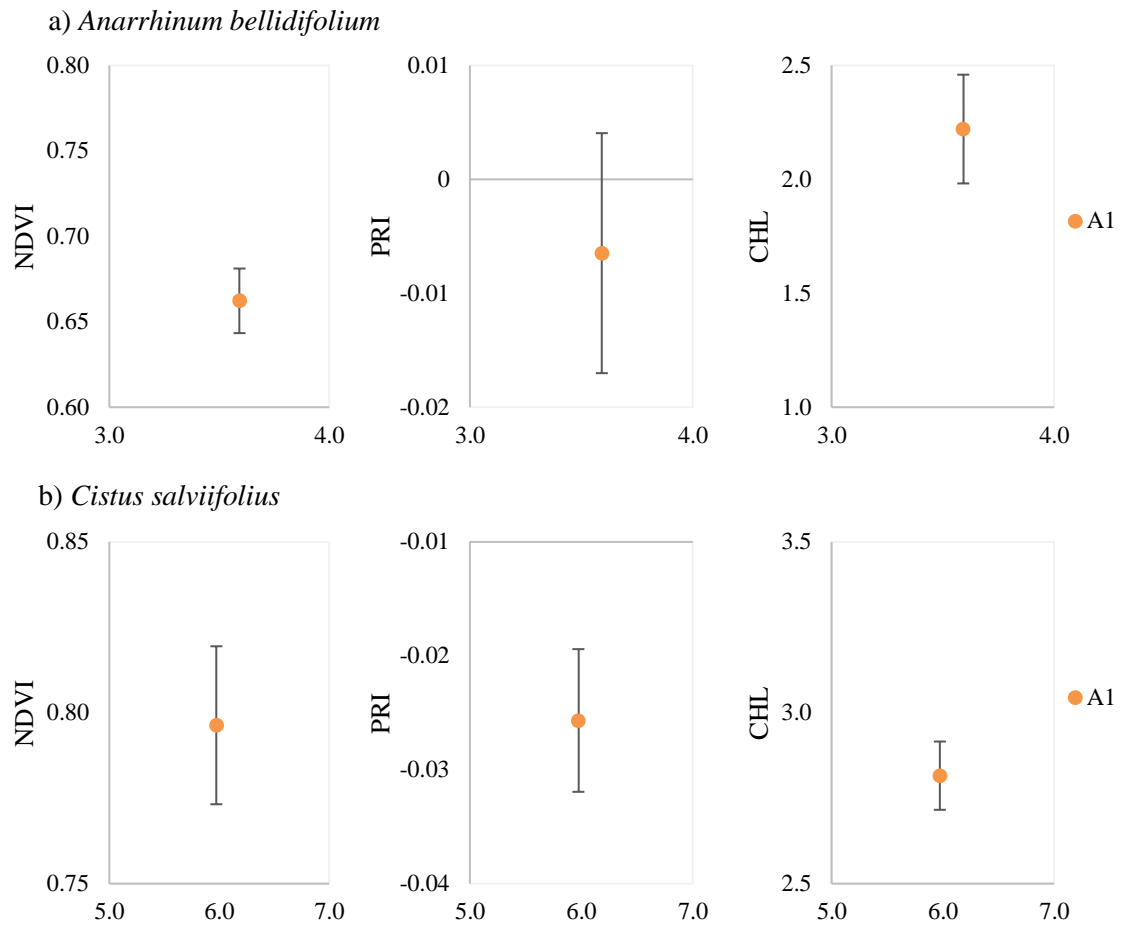 a) Anarrhinum bellidifolium
0.80
0.75
0.70
0.65
0.60
NDVI
3.0 4.0
0.01
0
-0.01
-0.02
PRI
3.0 4.0
2.5
2.0
1.5
1.0
CHL
3.0 4.0
A1
b) Cistus salviifolius
0.85
0.80
0.75
NDVI
5.0 6.0 7.0
-0.01
-0.02
-0.03
-0.04
PRI
5.0 6.0 7.0
3.5
3.0
2.5
CHL
5.0 6.0 7.0
A1